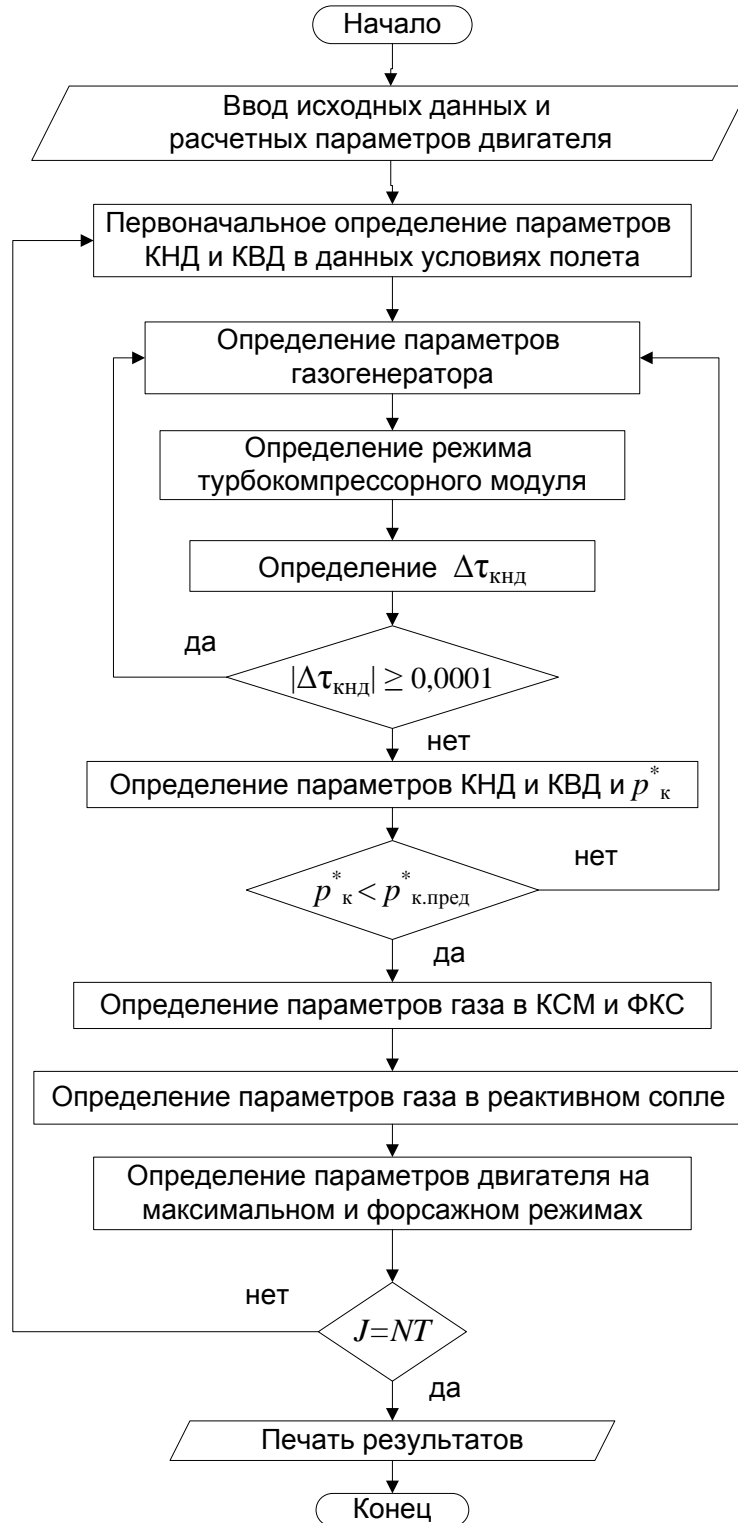 Начало
Ввод исходных данных и
расчетных параметров двигателя
Первоначальное определение параметров
КНД и КВД в данных условиях полета
Определение параметров
газогенератора
Определение режима
турбокомпрессорного модуля
Определение Δτкнд
да
|Δτкнд| ≥ 0,0001
нет
Определение параметров КНД и КВД и p*к
нет
p*к < p*к.пред
да
Определение параметров газа в КСМ и ФКС
Определение параметров газа в реактивном сопле
Определение параметров двигателя на
максимальном и форсажном режимах
нет
J=NT
да
Печать результатов
Конец